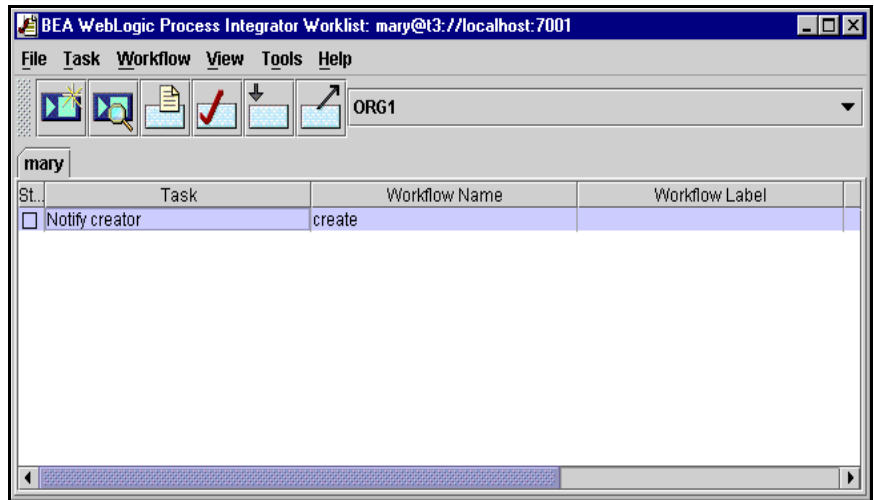 BEA WebLogic Process Integrator Worklist: mary@t3://localhost:7001
File Task Workflow View Tools Help
ORG1
mary
St... Task Workflow Name Workflow Label
Notify creator create